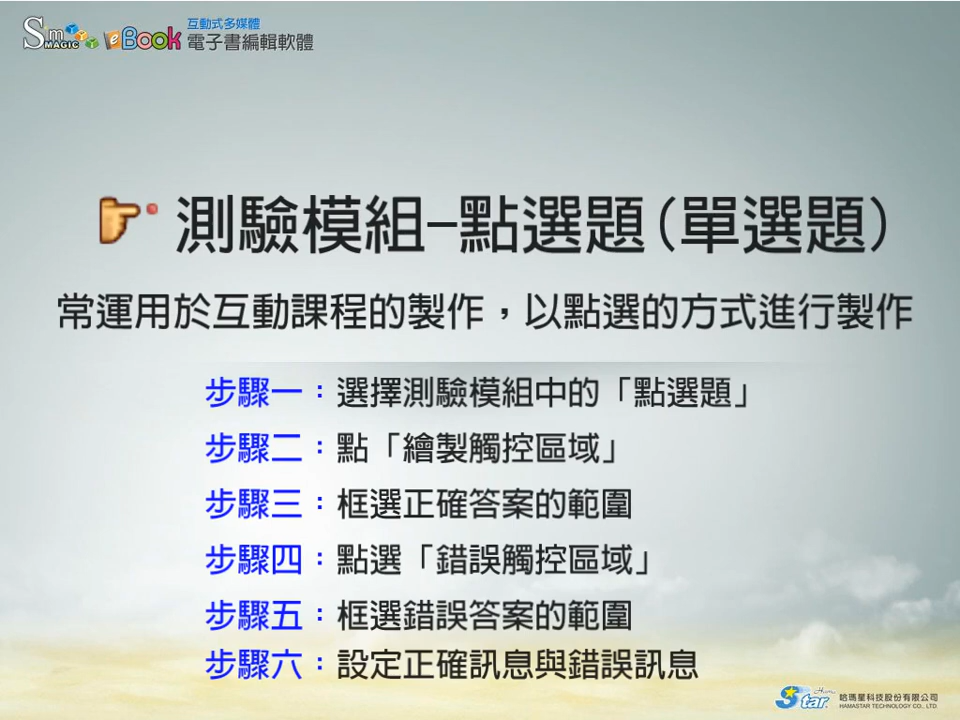 SimMAGIC eBook 互動式多媒體
電子書編輯軟體
測驗模組-點選題(單選題)
常運用於互動課程的製作，以點選的方式進行製作
步驟一：選擇測驗模組中的「點選題」
步驟二：點「繪製觸控區域」
步驟三：框選正確答案的範圍
步驟四：點選「錯誤觸控區域」
步驟五：框選錯誤答案的範圍
步驟六：設定正確訊息與錯誤訊息
Hama Star 哈瑪星科技股份有限公司
HAMASTAR TECHNOLOGY CO., LTD.